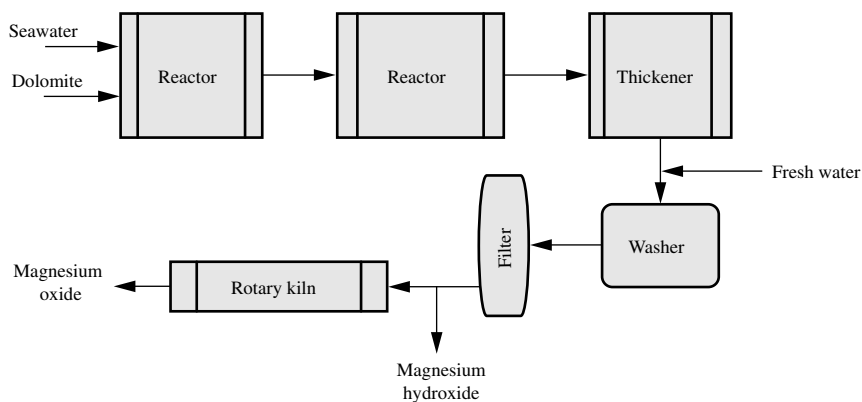 Seawater
Dolomite
Reactor
Reactor
Thickener
Fresh water
Washer
Filter
Rotary kiln
Magnesium
oxide
Magnesium
hydroxide